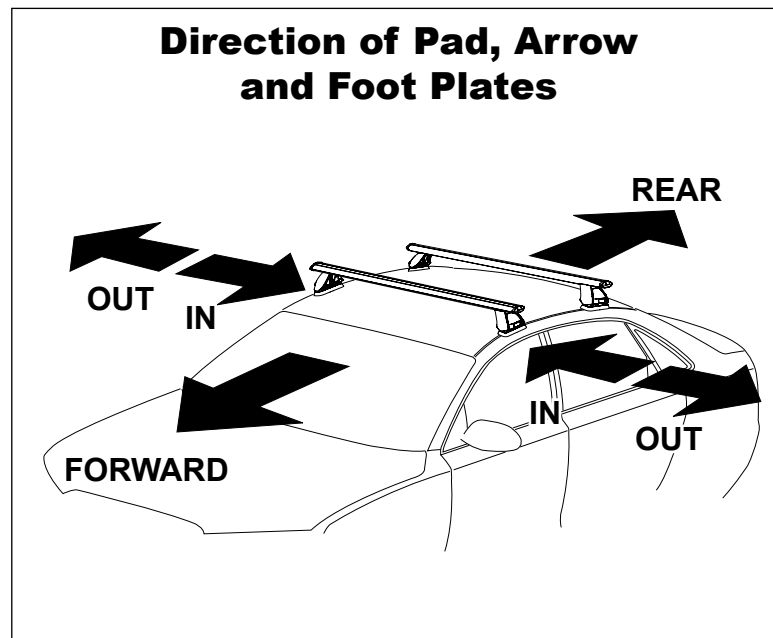 Direction of Pad, Arrow
and Foot Plates
REAR
OUT
IN
IN
OUT
FORWARD